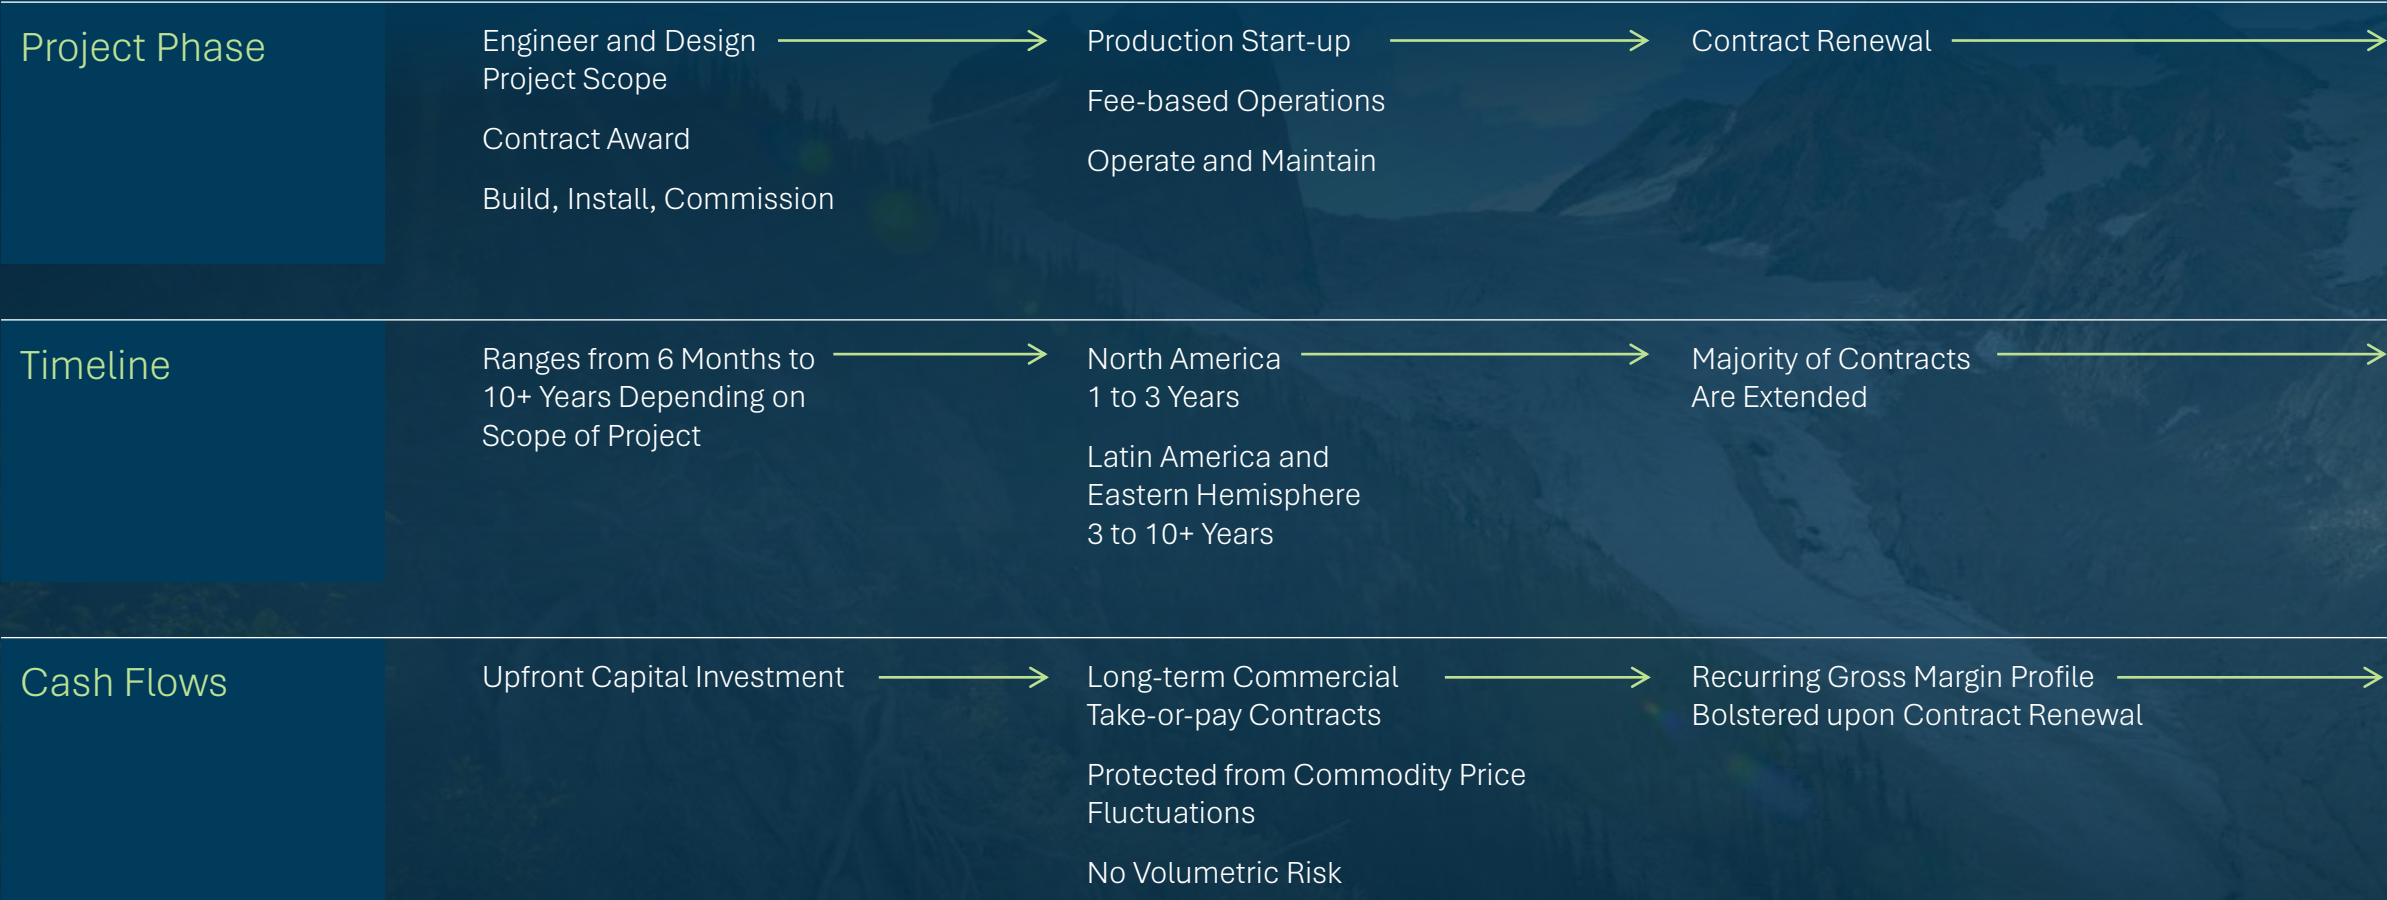 Project Phase
Engineer and Design
Project Scope
Contract Award
Build, Install, Commission
Production Start-up
Fee-based Operations
Operate and Maintain
Contract Renewal
Timeline
Ranges from 6 Months to
10+ Years Depending on
Scope of Project
North America
1 to 3 Years
Latin America and
Eastern Hemisphere
3 to 10+ Years
Majority of Contracts
Are Extended
Cash Flows
Upfront Capital Investment
Long-term Commercial
Take-or-pay Contracts
Protected from Commodity Price
Fluctuations
No Volumetric Risk
Recurring Gross Margin Profile
Bolstered upon Contract Renewal